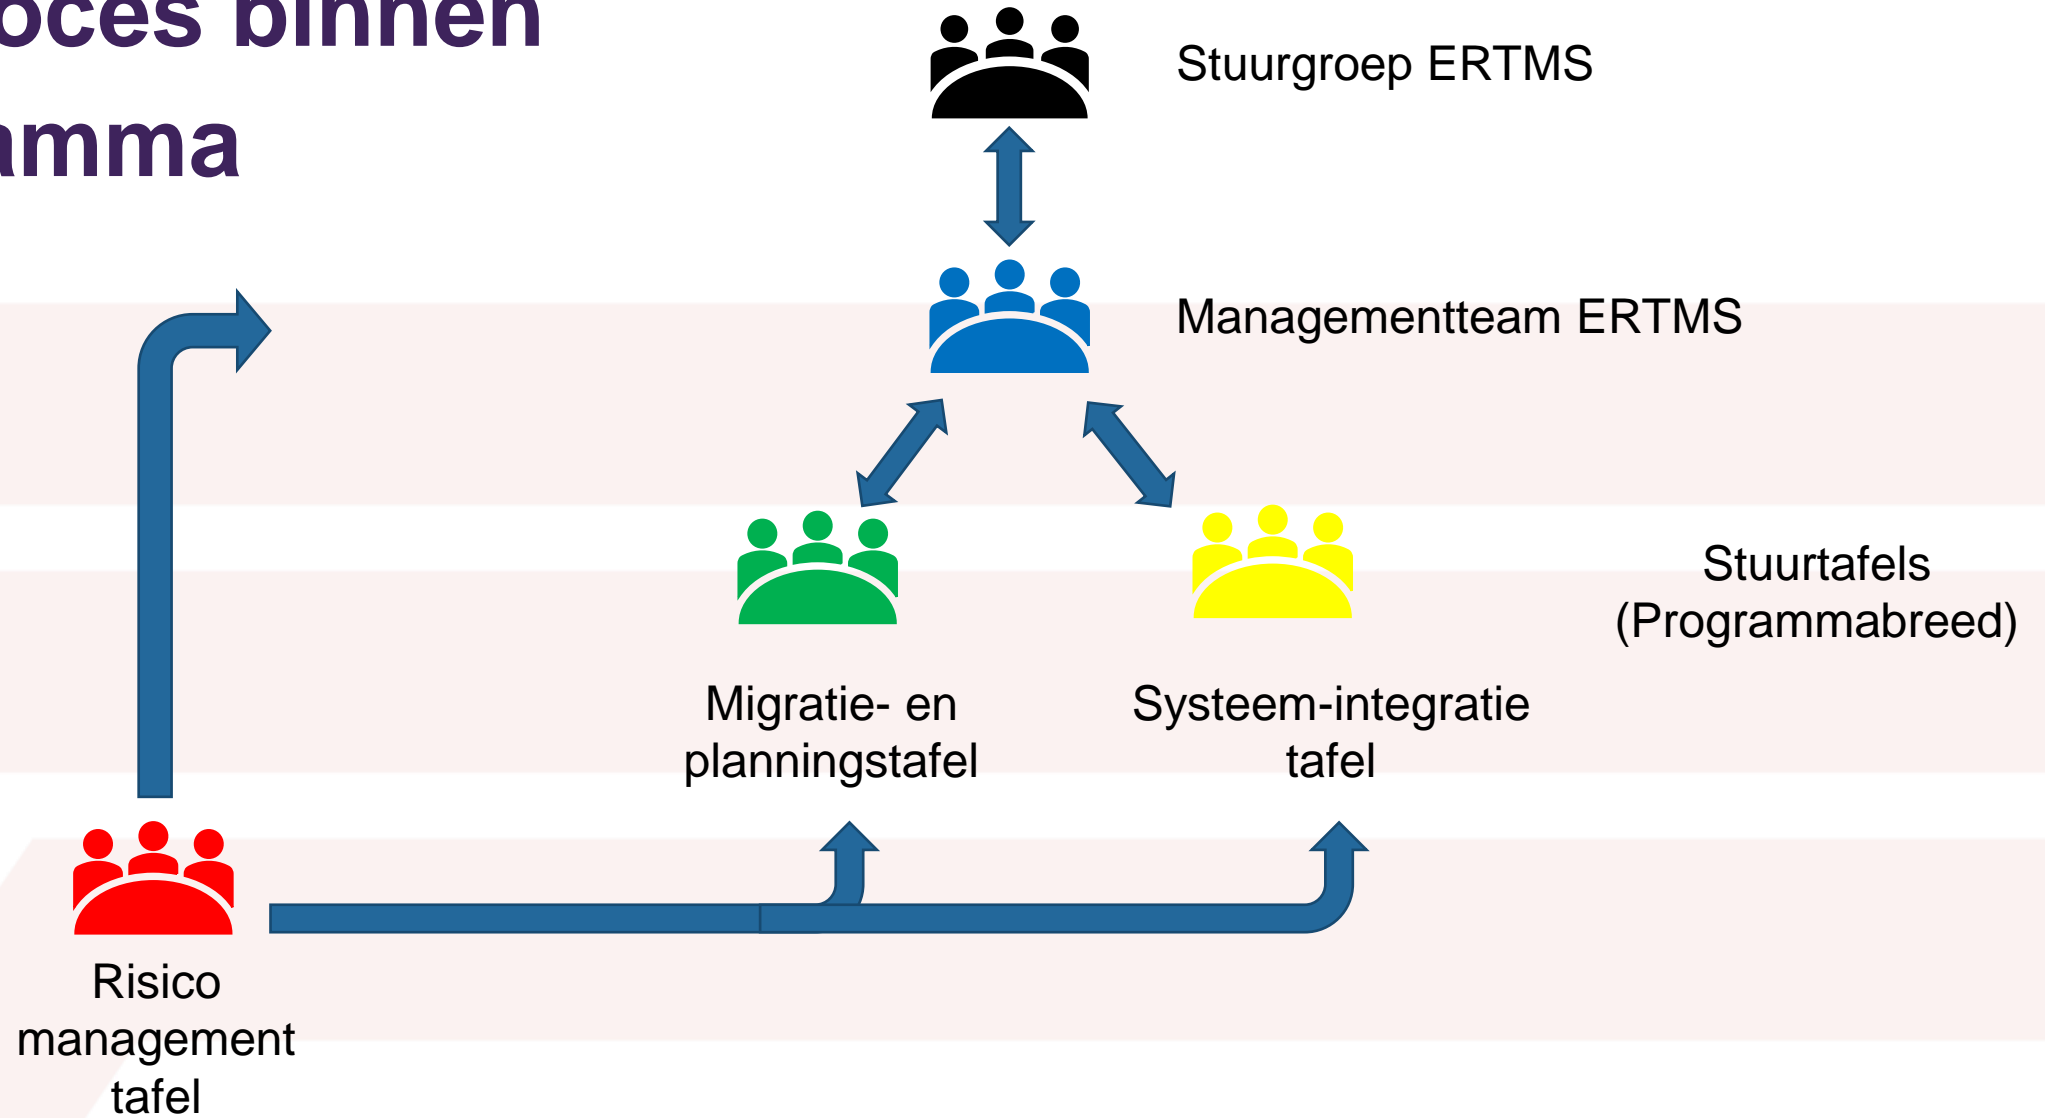 oces binnen
amma
Stuurgroep ERTMS
Managementteam ERTMS
Stuurtafels
(Programmabreed)
Migratie- en
planningstafel
Systeem-integratie
tafel
Risico
management
tafel